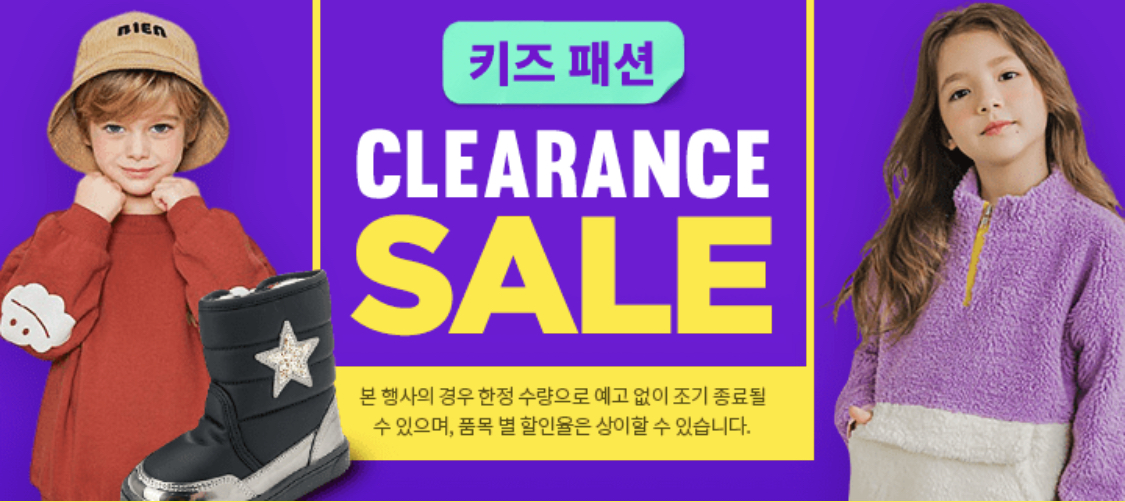 BIEN
키즈 패션
CLEARANCE
SALE
본 행사의 경우 한정 수량으로 예고 없이 조기 종료될
수 있으며, 품목 별 할인율은 상이할 수 있습니다.